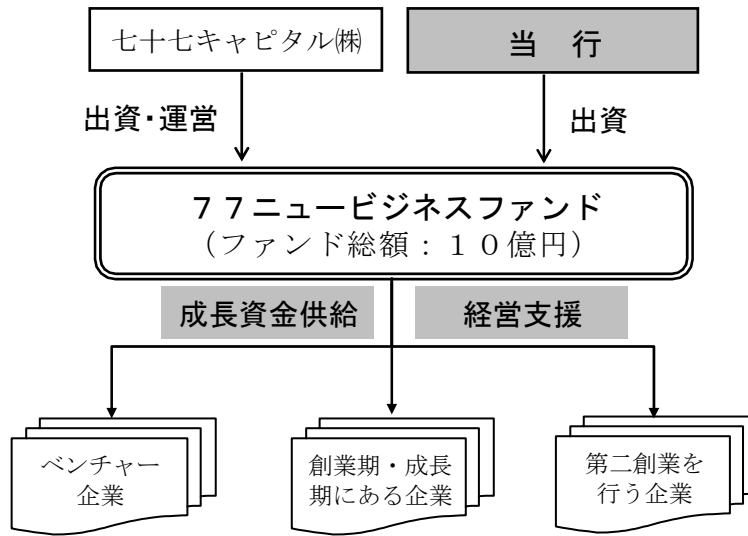 七十七キャピタル㈱
当　行
出資・運営
出資
７７ニュービジネスファンド
（ファンド総額：１０億円）
成長資金供給
経営支援
ベンチャー
企業
創業期・成長
期にある企業
第二創業を
行う企業